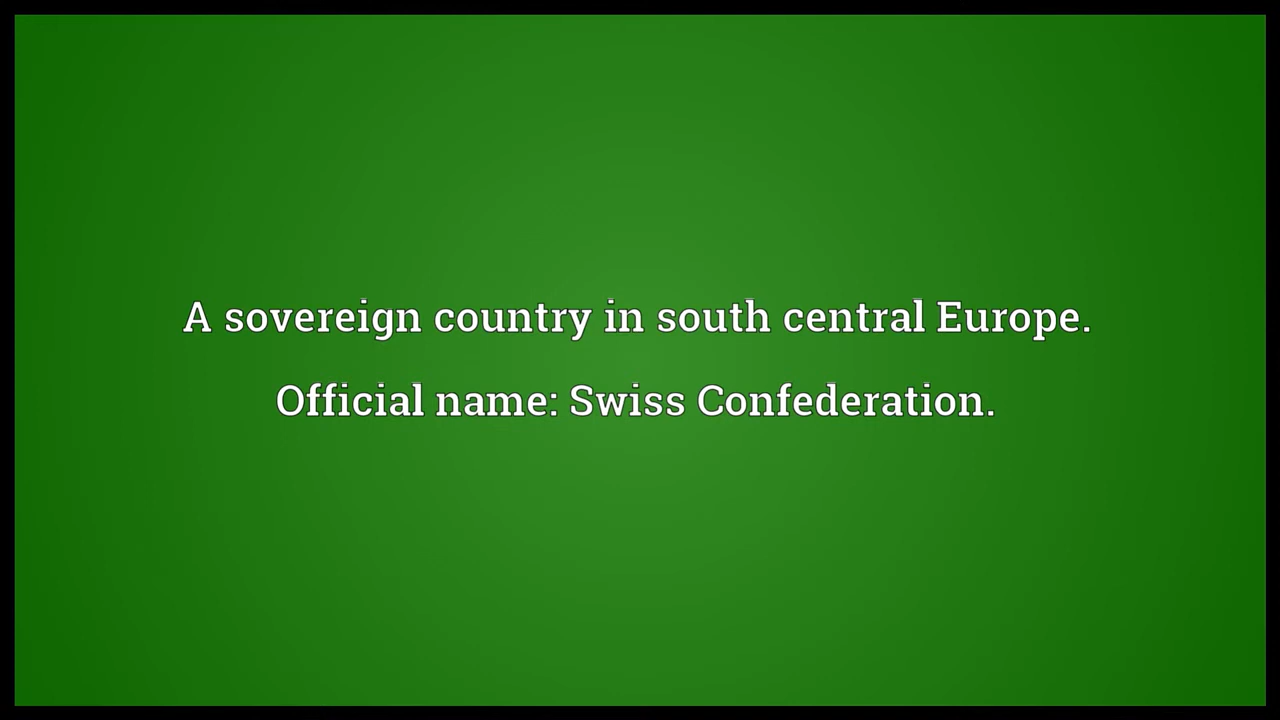 A sovereign country in south central Europe.
Official name: Swiss Confederation.